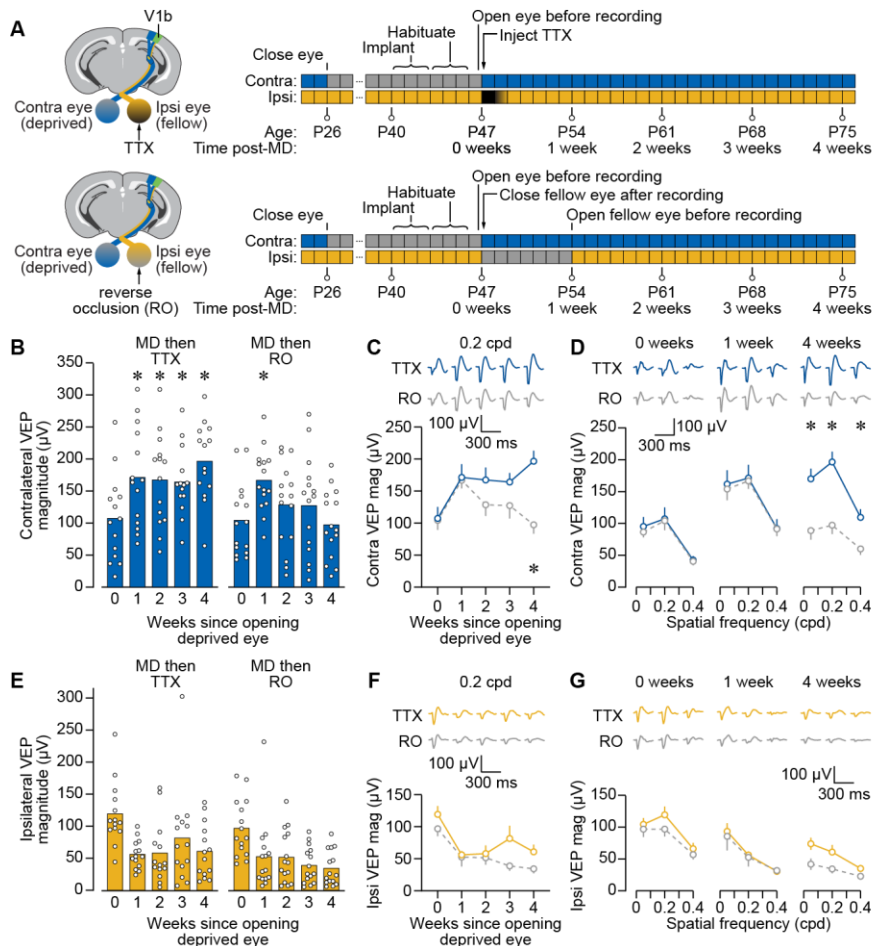 A
V1b
Contra eye
(deprived)
Ipsi eye
(fellow)
TTX
Open eye before recording
Inject TTX
Habituate
Implant
Close eye
Contra:
Ipsi:
...
Age: P26 P40 P47 P54 P61 P68 P75
Time post-MD: 0 weeks 1 week 2 weeks 3 weeks 4 weeks
Contra eye
(deprived)
Ipsi eye
(fellow)
reverse
occlusion (RO)
Open eye before recording
Close fellow eye after recording
Open fellow eye before recording
Habituate
Implant
Close eye
Contra:
Ipsi:
...
Age: P26 P40 P47 P54 P61 P68 P75
Time post-MD: 0 weeks 1 week 2 weeks 3 weeks 4 weeks
B
MD then
TTX
MD then
RO
* * * * *
Contralateral VEP
magnitude (µV)
350
300
250
200
150
100
50
0
0 1 2 3 4 0 1 2 3 4
Weeks since opening
deprived eye
C
0.2 cpd
TTX
RO
100 µV
300 ms
Contra VEP mag (µV)
250
200
150
100
50
0
*
0 1 2 3 4
Weeks since opening
deprived eye
D
0 weeks 1 week 4 weeks
TTX
RO
100 µV
300 ms
* * *
Contra VEP mag (µV)
250
200
150
100
50
0
0 0.2 0.4 0 0.2 0.4 0 0.2 0.4
Spatial frequency (cpd)
E
MD then
TTX
MD then
RO
Ipsilateral VEP
magnitude (µV)
300
250
200
150
100
50
0
0 1 2 3 4 0 1 2 3 4
Weeks since opening
deprived eye
F
0.2 cpd
TTX
RO
100 µV
300 ms
Ipsi VEP mag (µV)
150
100
50
0
0 1 2 3 4
Weeks since opening
deprived eye
G
0 weeks 1 week 4 weeks
TTX
RO
100 µV
300 ms
Ipsi VEP mag (µV)
150
100
50
0
0 0.2 0.4 0 0.2 0.4 0 0.2 0.4
Spatial frequency (cpd)